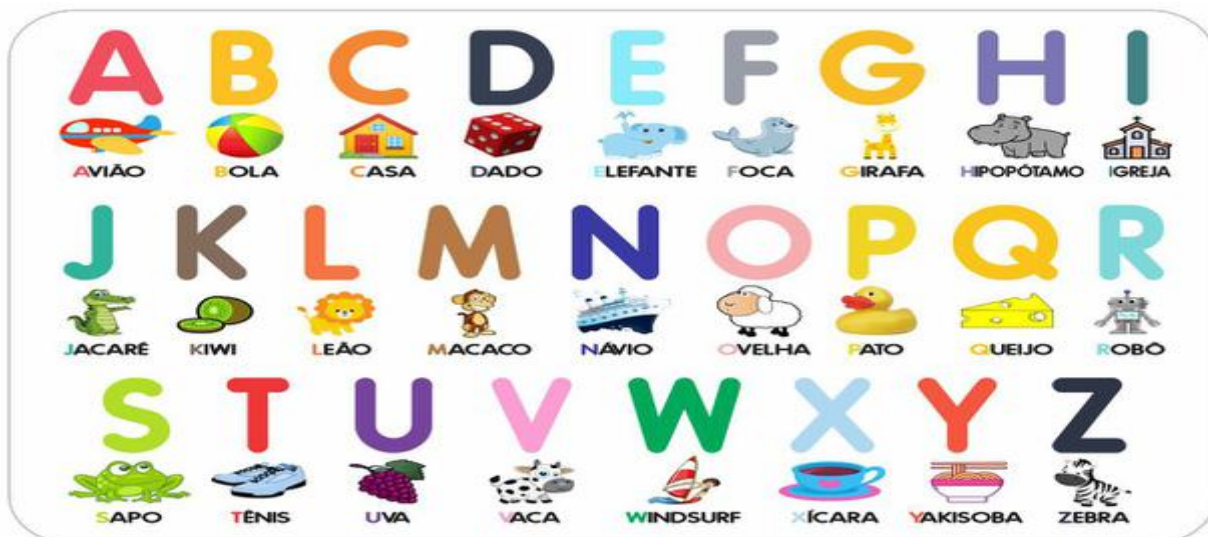 A B C D E F G H I
AVIÃO BOLA CASA DADO ELEFANTE FOCA GIRAFA HIPOPÓTAMO IGREJA
J K L M N O P Q R
JACARÉ KIWI LEÃO MACACO NÁVIO OVELHA PATO QUEIJO ROBÔ
S T U V W X Y Z
SAPO TÊNIS UVA VACA WINDSURF XÍCARA YAKISOBA ZEBRA